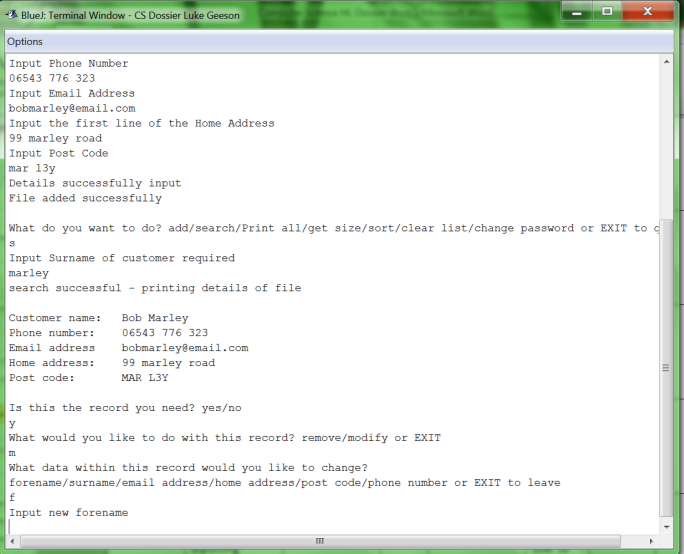 BlueJ: Terminal Window - CS Dossier Luke Geeson
Options
Input Phone Number
06543 776 323
Input Email Address
bobmarley@email.com
Input the first line of the Home Address
99 marley road
Input Post Code
mar l3y
Details successfully input
File added successfully
What do you want to do? add/search/Print all/get size/sort/clear list/change password or EXIT to q
s
Input Surname of customer required
marley
search successful - printing details of file
Customer name: Bob Marley
Phone number: 06543 776 323
Email address bobmarley@email.com
Home address: 99 marley road
Post code: MAR L3Y
Is this the record you need? yes/no
y
What would you like to do with this record? remove/modify or EXIT
m
What data within this record would you like to change?
forename/surname/email address/home address/post code/phone number or EXIT to leave
f
Input new forename